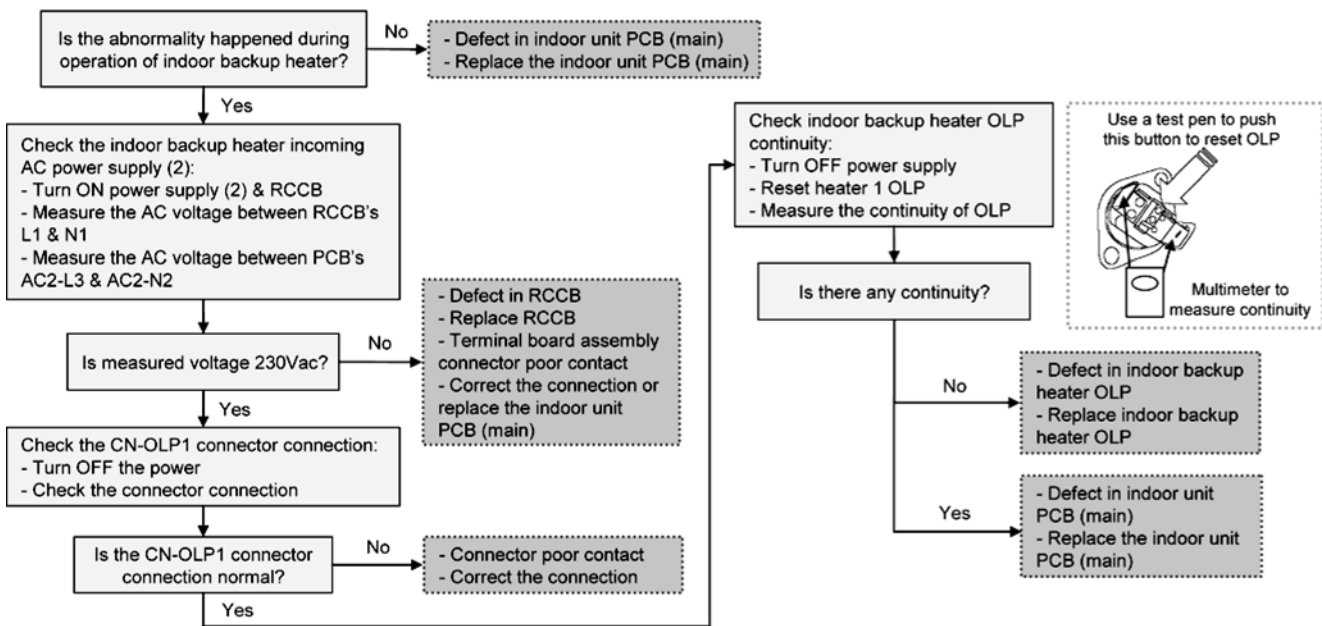 Is the abnormality happened during
operation of indoor backup heater?
No
- Defect in indoor unit PCB (main)
- Replace the indoor unit PCB (main)
Yes
Check the indoor backup heater incoming
AC power supply (2):
- Turn ON power supply (2) & RCCB
- Measure the AC voltage between RCCB's
L1 & N1
- Measure the AC voltage between PCB's
AC2-L3 & AC2-N2
Is measured voltage 230Vac?
No
- Defect in RCCB
- Replace RCCB
- Terminal board assembly
connector poor contact
- Correct the connection or
replace the indoor unit
PCB (main)
Yes
Check the CN-OLP1 connector connection:
- Turn OFF the power
- Check the connector connection
Is the CN-OLP1 connector
connection normal?
No
- Connector poor contact
- Correct the connection
Yes
Check indoor backup heater OLP
continuity:
- Turn OFF power supply
- Reset heater 1 OLP
- Measure the continuity of OLP
Use a test pen to push
this button to reset OLP
Multimeter to
measure continuity
Is there any continuity?
No
- Defect in indoor backup
heater OLP
- Replace indoor backup
heater OLP
Yes
- Defect in indoor unit
PCB (main)
- Replace the indoor unit
PCB (main)